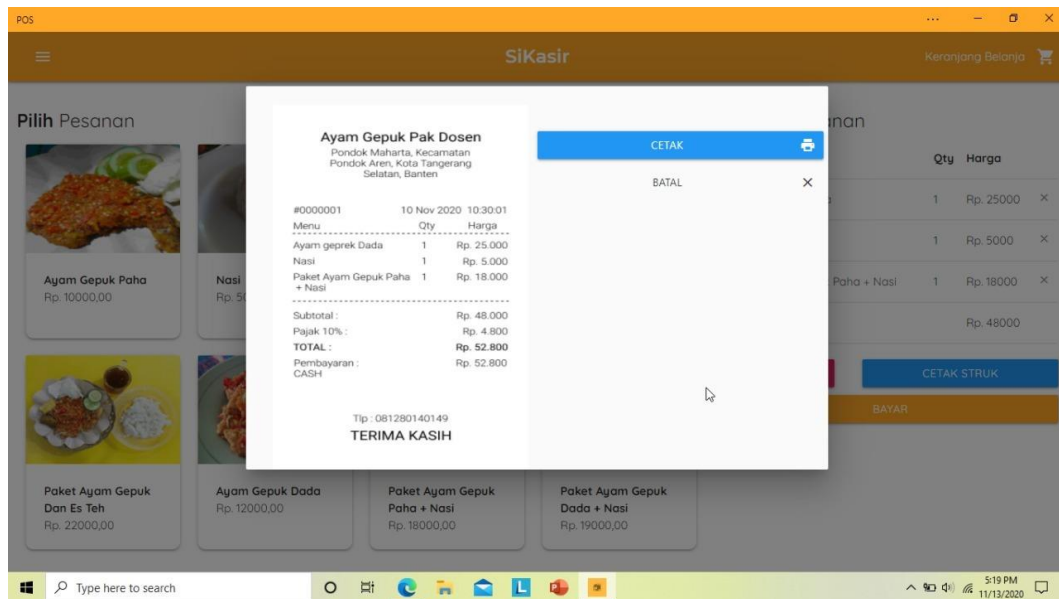 POS
SiKasir
Keranjang Belanja
Pilih Pesanan
Ayam Gepuk Paha
Rp. 10000,00
Nasi
Paket Ayam Gepuk
Dan Es Teh
Rp. 22000,00
Ayam Gepuk Dada
Rp. 12000,00
Paket Ayam Gepuk
Paha + Nasi
Rp. 18000,00
Paket Ayam Gepuk
Dada + Nasi
Rp. 19000,00
Ayam Gepuk Pak Dosen
Pondok Maharta, Kecamatan
Pondok Aren, Kota Tangerang
Selatan, Banten
#0000001 10 Nov 2020 10:30:01
Menu Qty Harga
Ayam geprek Dada 1 Rp. 25.000
Nasi 1 Rp. 5.000
Paket Ayam Gepuk Paha 1 Rp. 18.000
+ Nasi
Subtotal : Rp. 48.000
Pajak 10% : Rp. 4.800
TOTAL : Rp. 52.800
Pembayaran : Rp. 52.800
CASH
Tlp : 081280140149
TERIMA KASIH
CETAK
BATAL
Qty Harga
1 Rp. 25000
1 Rp. 5000
Paha + Nasi 1 Rp. 18000
Rp. 48000
CETAK STRUK
BAYAR
Type here to search
5:19 PM
11/13/2020